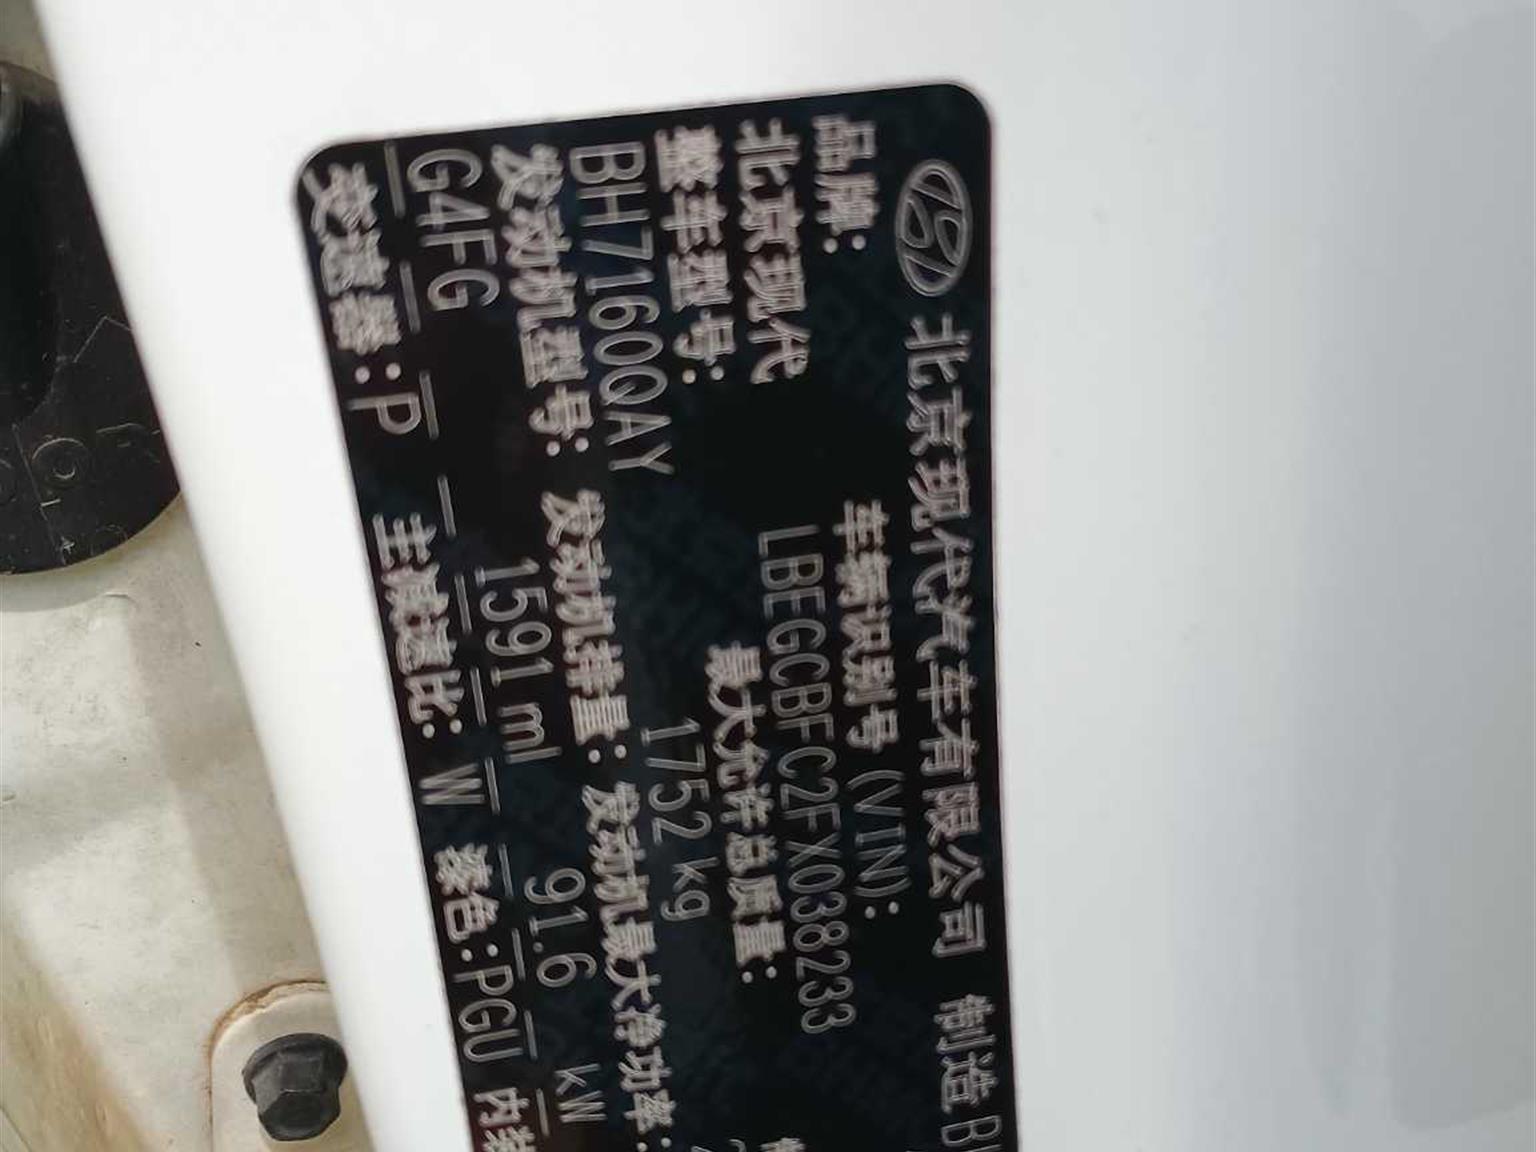 北京现代汽车有限公司 制造
品牌: 车辆识别号 (VIN):
北京现代 LBEGCBFC2FX038233
整车型号: 最大允许总质量:
BH7160QAY 1752 kg
发动机型号: 发动机排量: 发动机最大净功率:
G4FG 1591 ml 91.6 kW
变速器: P 主减速比: W 漆色: PGU 内